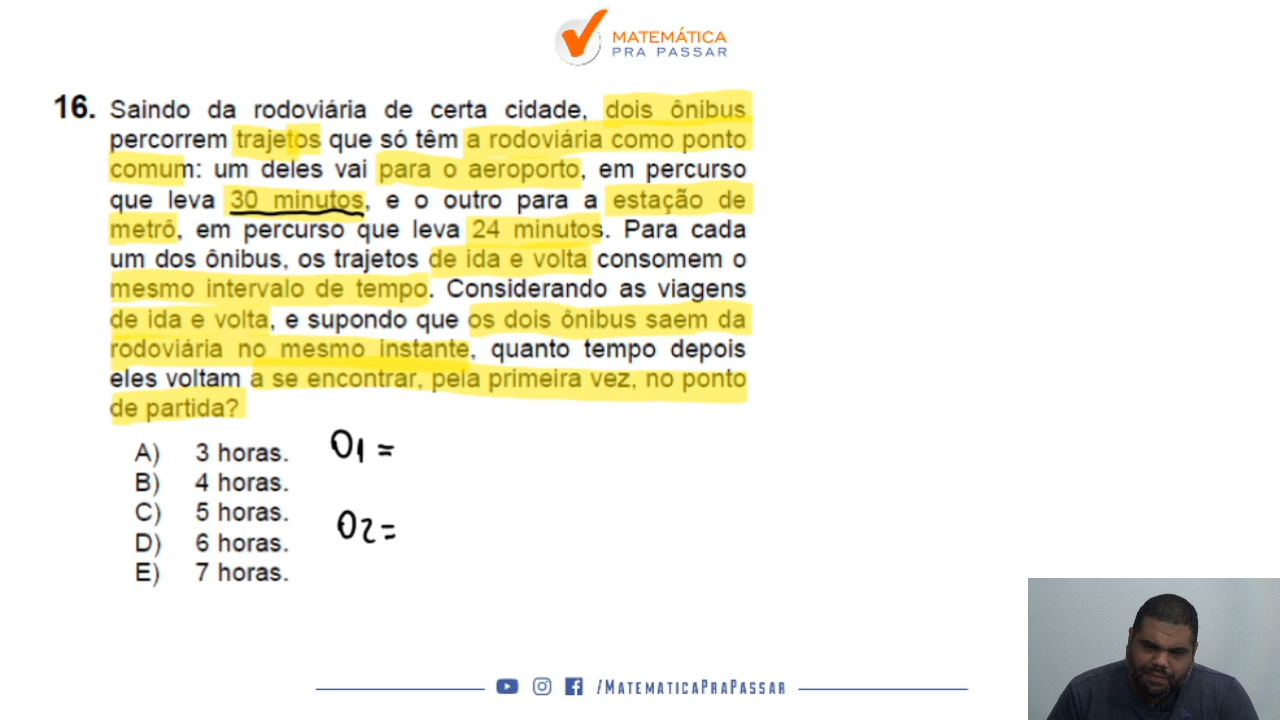 MATEMÁTICA
PRA PASSAR
16. Saindo da rodoviária de certa cidade, dois ônibus
percorrem trajetos que só têm a rodoviária como ponto
comum: um deles vai para o aeroporto, em percurso
que leva 30 minutos, e o outro para a estação de
metrô, em percurso que leva 24 minutos. Para cada
um dos ônibus, os trajetos de ida e volta consomem o
mesmo intervalo de tempo. Considerando as viagens
de ida e volta, e supondo que os dois ônibus saem da
rodoviária no mesmo instante, quanto tempo depois
eles voltam a se encontrar, pela primeira vez, no ponto
de partida?
A) 3 horas. O1 =
B) 4 horas.
C) 5 horas. O2 =
D) 6 horas.
E) 7 horas.
/MATEMATICAPRAPASSAR